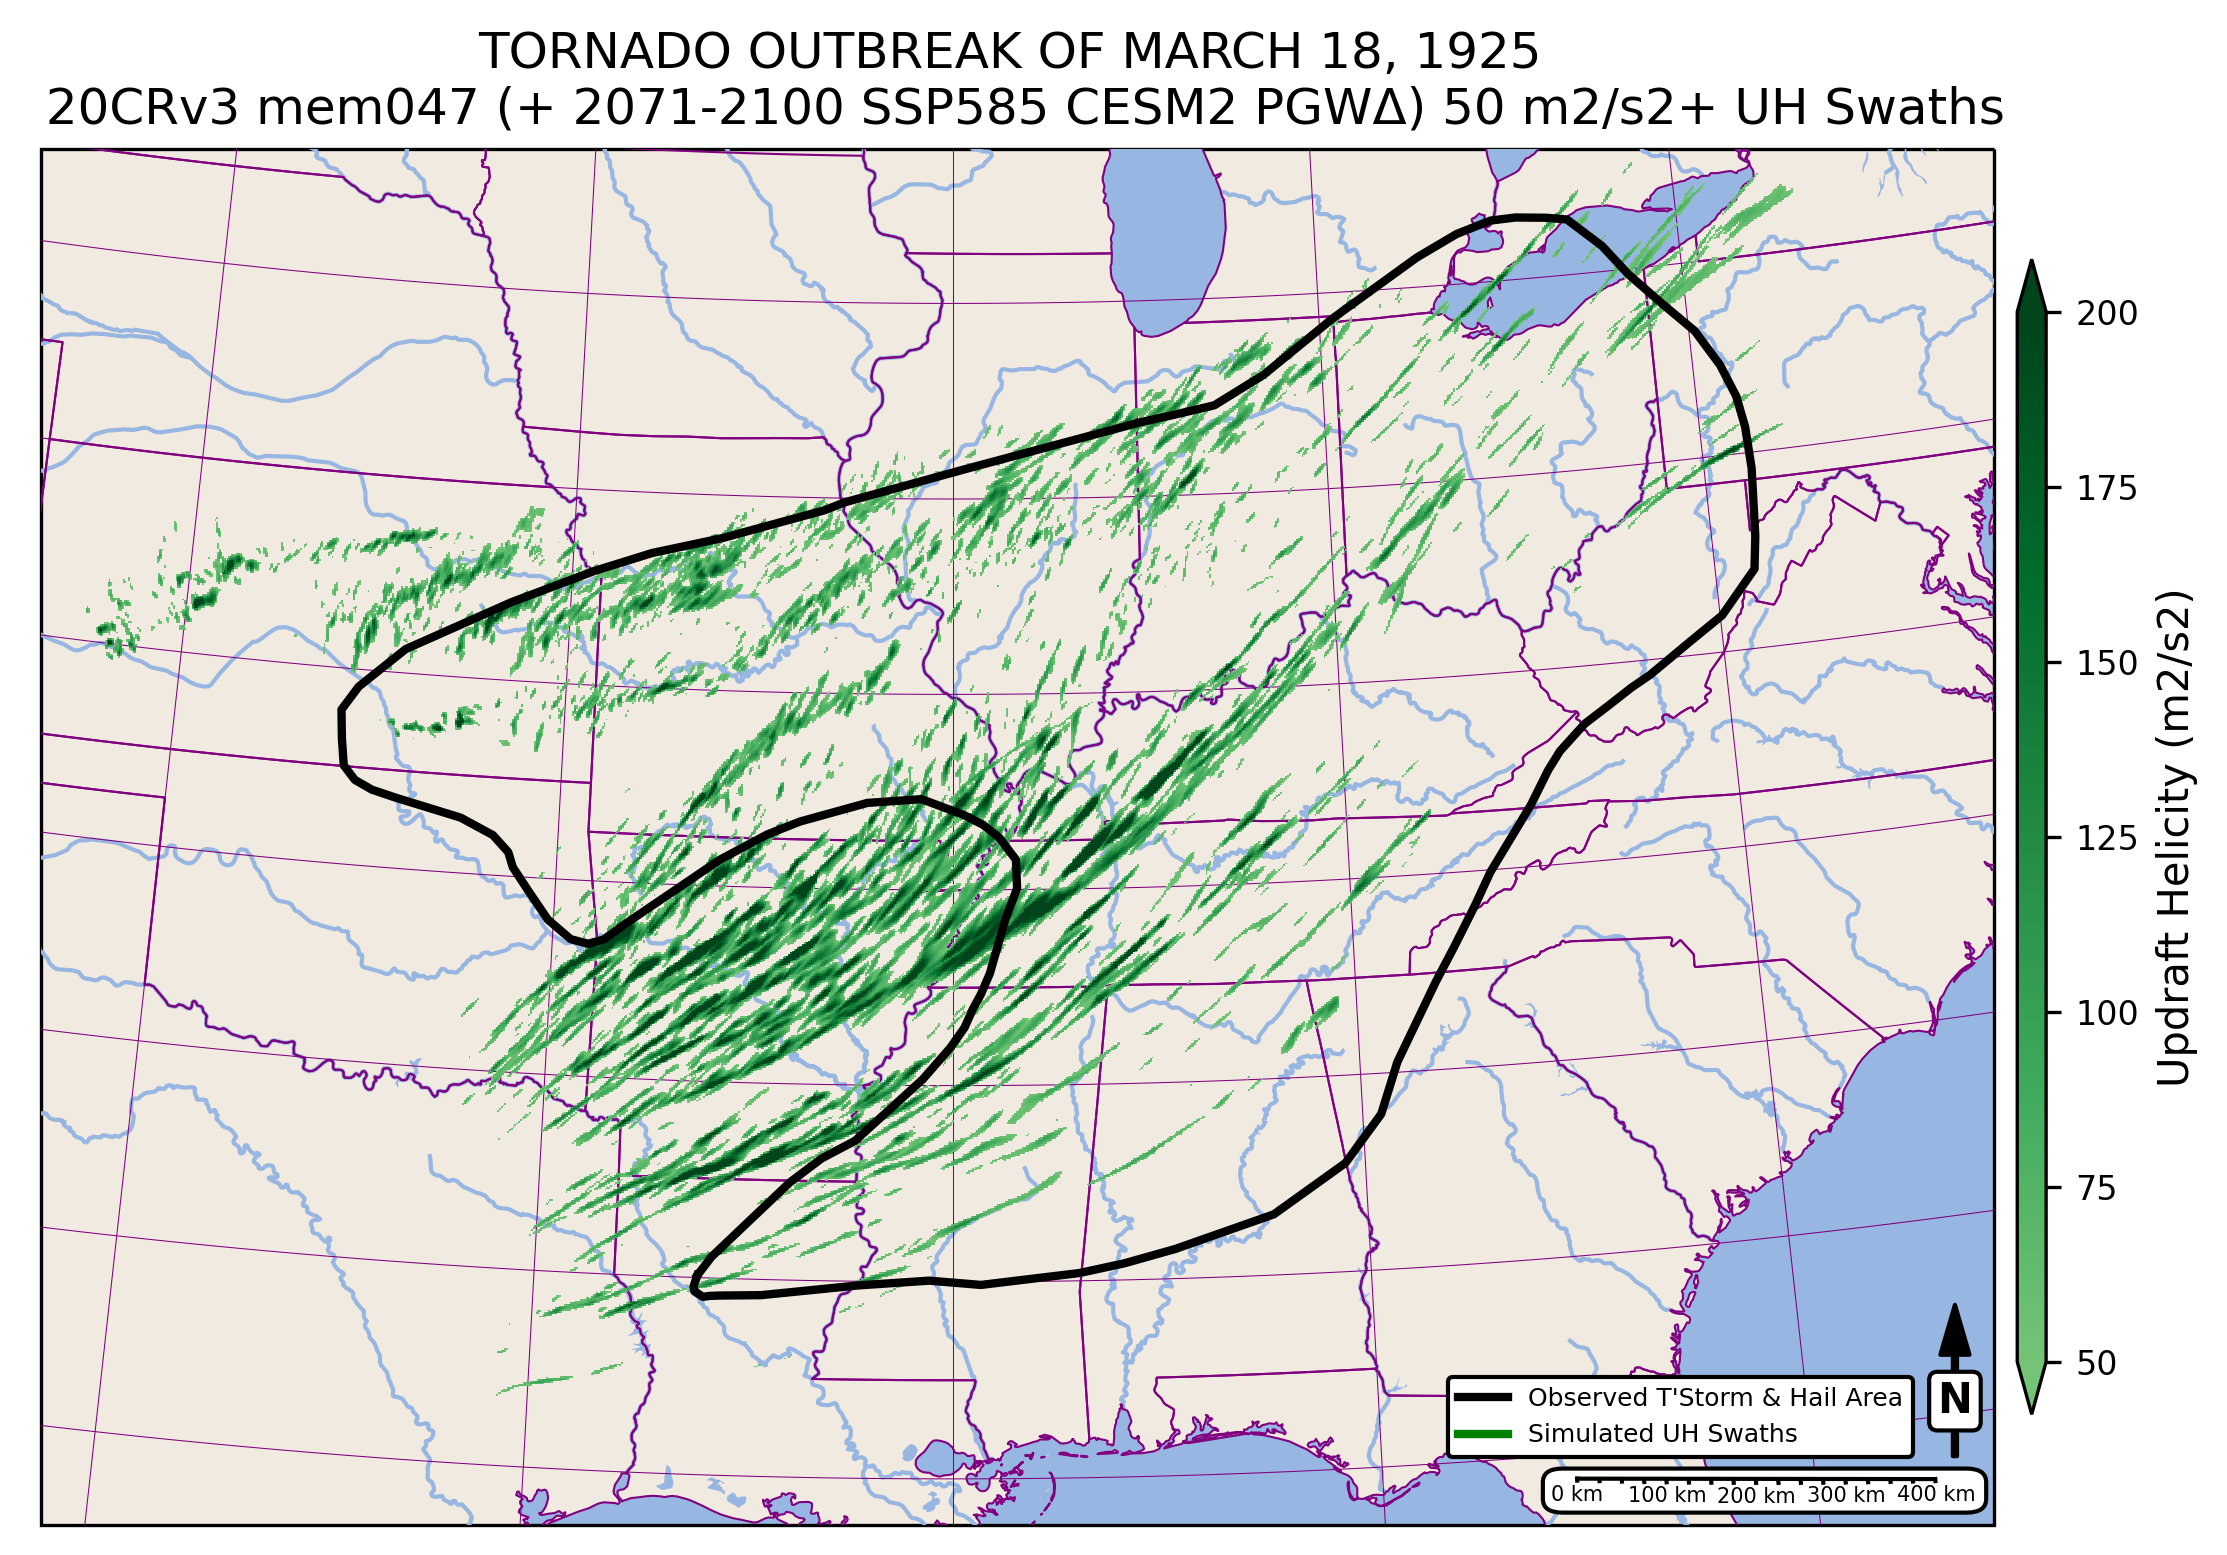 TORNADO OUTBREAK OF MARCH 18, 1925
20CRv3 mem047 (+ 2071-2100 SSP585 CESM2 PGWΔ) 50 m2/s2+ UH Swaths
200
175
150
125
100
75
50
Updraft Helicity (m2/s2)
Observed T'Storm & Hail Area
Simulated UH Swaths
N
0 km 100 km 200 km 300 km 400 km